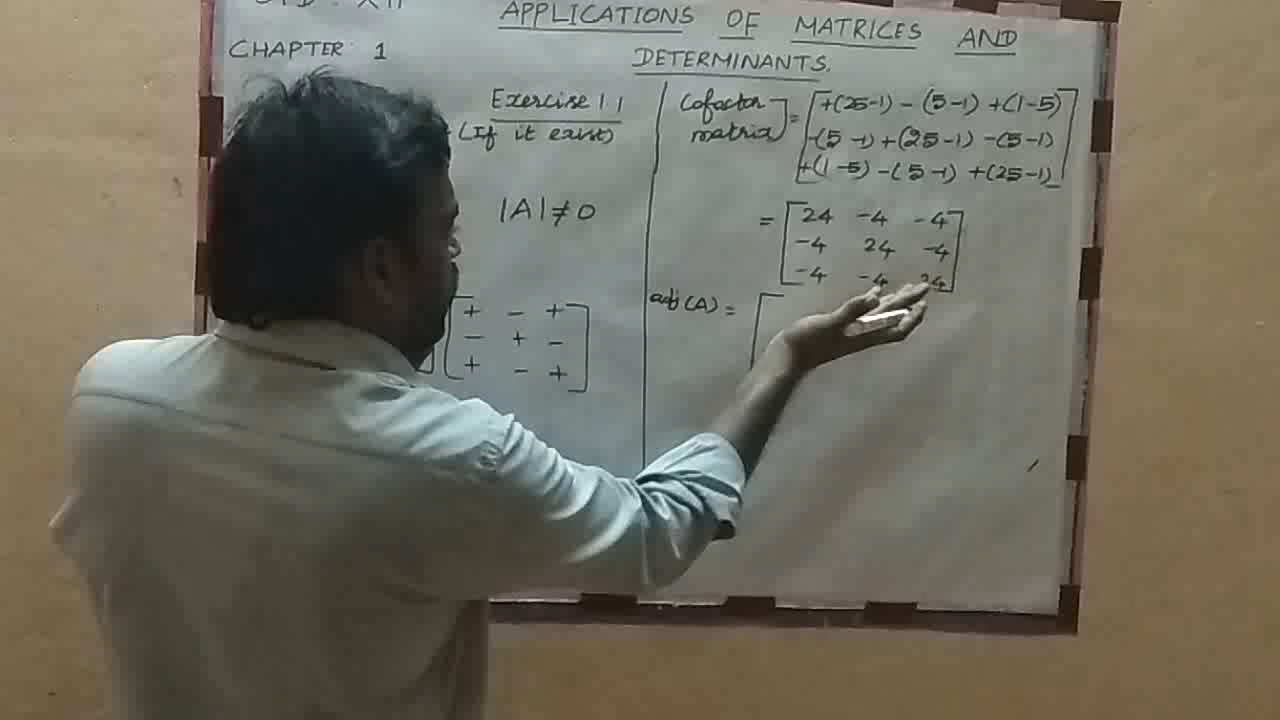 APPLICATIONS OF MATRICES AND
CHAPTER 1 DETERMINANTS.
Exercise 1.1
(If it exist)
|A| ≠ 0
+ - +
- + -
+ - +
Cofactor matrix] = [+(25-1) - (5-1) +(1-5)
-(5-1) +(25-1) -(5-1)
+(1-5) -(5-1) +(25-1)]
= [24 -4 -4
-4 24 -4
-4 -4 24]
adj(A) = [